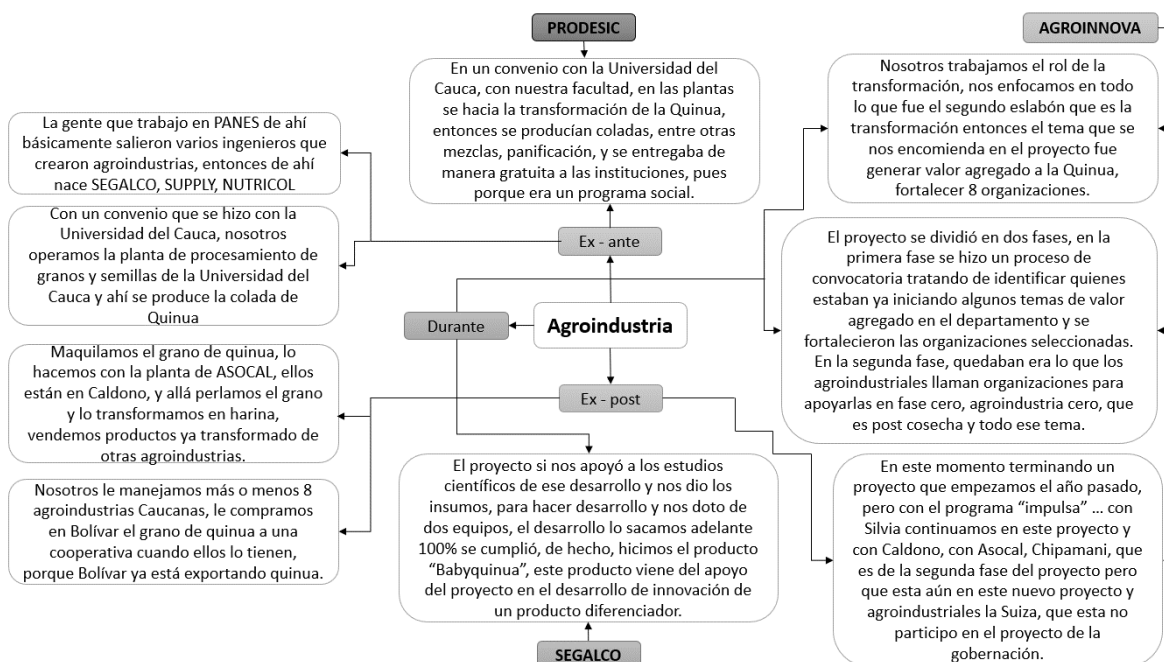 PRODESIC
AGROINNOVA
En un convenio con la Universidad del
Cauca, con nuestra facultad, en las plantas
se hacia la transformación de la Quinua,
entonces se producían coladas, entre otras
mezclas, panificación, y se entregaba de
manera gratuita a las instituciones, pues
porque era un programa social.
Nosotros trabajamos el rol de la
transformación, nos enfocamos en todo
lo que fue el segundo eslabón que es la
transformación entonces el tema que se
nos encomienda en el proyecto fue
generar valor agregado a la Quinua,
fortalecer 8 organizaciones.
La gente que trabajo en PANES de ahí
básicamente salieron varios ingenieros que
crearon agroindustrias, entonces de ahí
nace SEGALCO, SUPPLY, NUTRICOL
Con un convenio que se hizo con la
Universidad del Cauca, nosotros
operamos la planta de procesamiento de
granos y semillas de la Universidad del
Cauca y ahí se produce la colada de
Quinua
Ex - ante
El proyecto se dividió en dos fases, en la
primera fase se hizo un proceso de
convocatoria tratando de identificar quienes
estaban ya iniciando algunos temas de valor
agregado en el departamento y se
fortalecieron las organizaciones seleccionadas.
En la segunda fase, quedaban era lo que los
agroindustriales llaman organizaciones para
apoyarlas en fase cero, agroindustria cero, que
es post cosecha y todo ese tema.
Durante
Agroindustria
Maquilamos el grano de quinua, lo
hacemos con la planta de ASOCAL, ellos
están en Caldono, y allá perlamos el grano
y lo transformamos en harina,
vendemos productos ya transformado de
otras agroindustrias.
Ex - post
Nosotros le manejamos más o menos 8
agroindustrias Caucanas, le compramos
en Bolívar el grano de quinua a una
cooperativa cuando ellos lo tienen,
porque Bolívar ya está exportando quinua.
El proyecto si nos apoyó a los estudios
científicos de ese desarrollo y nos dio los
insumos, para hacer desarrollo y nos doto de
dos equipos, el desarrollo lo sacamos adelante
100% se cumplió, de hecho, hicimos el producto
“Babyquinua”, este producto viene del apoyo
del proyecto en el desarrollo de innovación de
un producto diferenciador.
En este momento terminando un
proyecto que empezamos el año pasado,
pero con el programa “impulsa” ... con
Silvia continuamos en este proyecto y
con Caldono, con Asocal, Chipamani, que
es de la segunda fase del proyecto pero
que esta aún en este nuevo proyecto y
agroindustriales la Suiza, que esta no
participo en el proyecto de la
gobernación.
SEGALCO